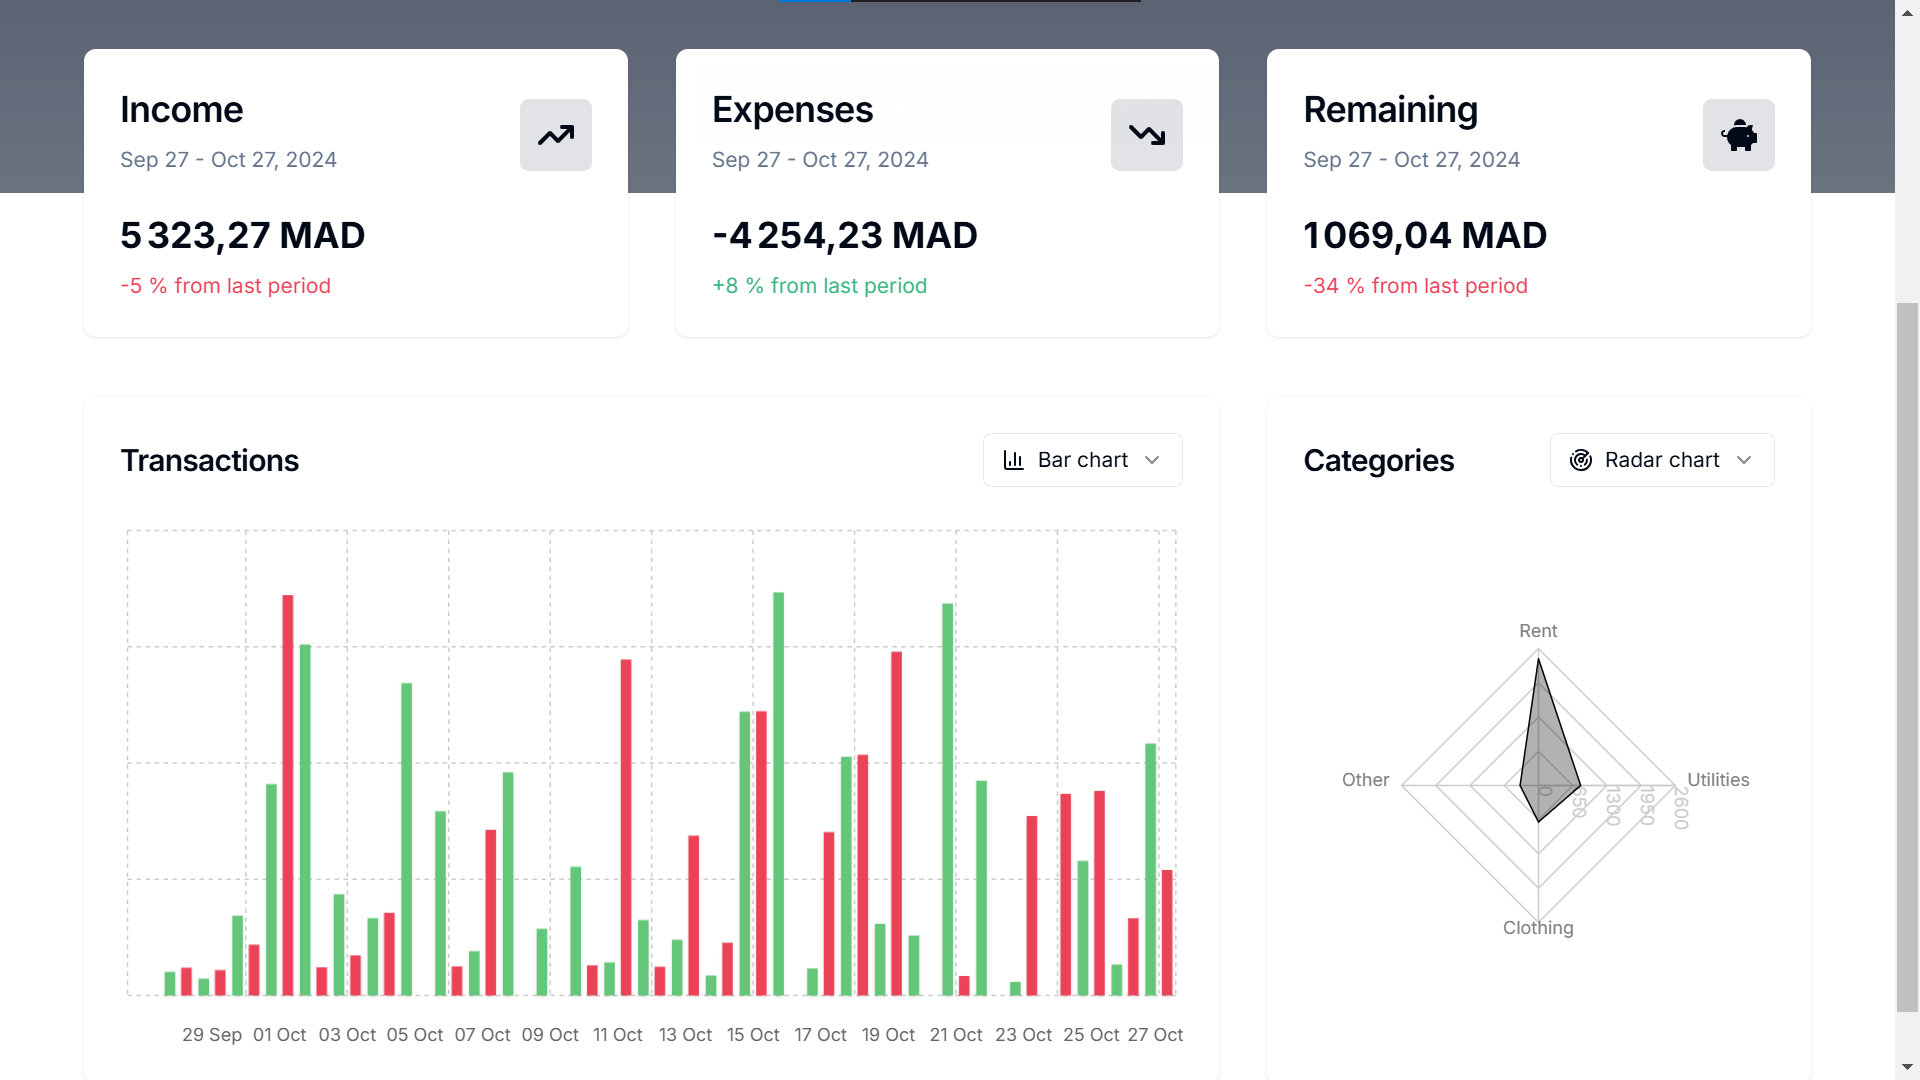 Income
Sep 27 - Oct 27, 2024
5 323,27 MAD
-5 % from last period
Expenses
Sep 27 - Oct 27, 2024
-4 254,23 MAD
+8 % from last period
Remaining
Sep 27 - Oct 27, 2024
1 069,04 MAD
-34 % from last period
Transactions
Bar chart
29 Sep 01 Oct 03 Oct 05 Oct 07 Oct 09 Oct 11 Oct 13 Oct 15 Oct 17 Oct 19 Oct 21 Oct 23 Oct 25 Oct 27 Oct
Categories
Radar chart
Rent
Other
Utilities
0 650 1300 1950 2600
Clothing